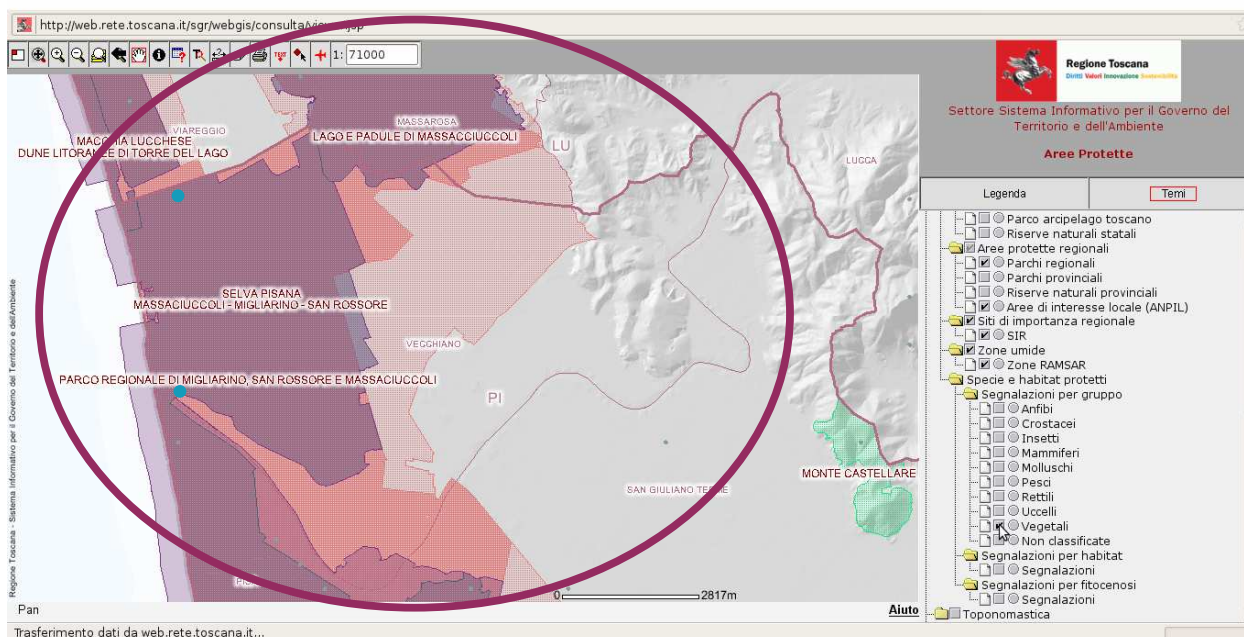 http://web.rete.toscana.it/sgr/webgis/consulta/
1: 71000
Regione Toscana
Diritti Valori Innovazione Sostenibilità
Settore Sistema Informativo per il Governo del
Territorio e dell'Ambiente
Aree Protette
Legenda
Temi
Parco arcipelago toscano
Riserve naturali statali
Aree protette regionali
Parchi regionali
Parchi provinciali
Riserve naturali provinciali
Aree di interesse locale (ANPIL)
Siti di importanza regionale
SIR
Zone umide
Zone RAMSAR
Specie e habitat protetti
Segnalazioni per gruppo
Anfibi
Crostacei
Insetti
Mammiferi
Molluschi
Pesci
Rettili
Uccelli
Vegetali
Non classificate
Segnalazioni per habitat
Segnalazioni
Segnalazioni per fitocenosi
Segnalazioni
Toponomastica
VIAREGGIO
MASSAROSA
MACCHIA LUCCHESE
LAGO E PADULE DI MASSACCIUCCOLI
DUNE LITORANEE DI TORRE DEL LAGO
LU
LUCCA
SELVA PISANA
MASSACIUCCOLI - MIGLIARINO - SAN ROSSORE
VECCHIANO
PARCO REGIONALE DI MIGLIARINO, SAN ROSSORE E MASSACIUCCOLI
PI
MONTE CASTELLARE
SAN GIULIANO TERME
0
2817m
Regione Toscana - Sistema Informativo per il Governo del Territorio e dell'Ambiente
Pan
Aiuto
Trasferimento dati da web.rete.toscana.it...